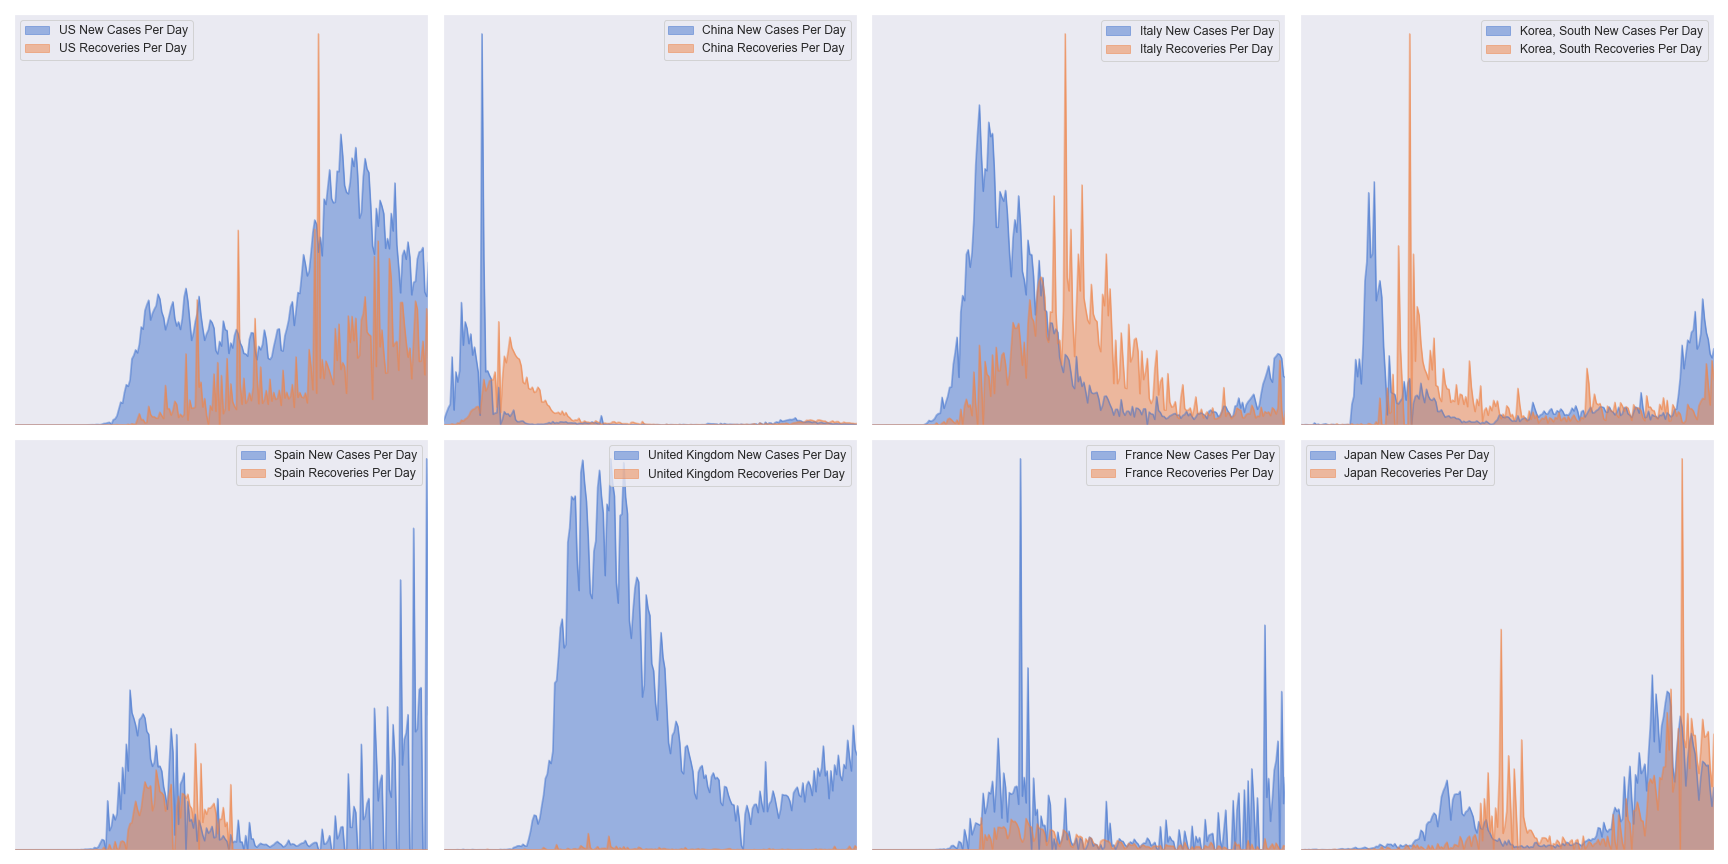 US New Cases Per Day
US Recoveries Per Day
China New Cases Per Day
China Recoveries Per Day
Italy New Cases Per Day
Italy Recoveries Per Day
Korea, South New Cases Per Day
Korea, South Recoveries Per Day
Spain New Cases Per Day
Spain Recoveries Per Day
United Kingdom New Cases Per Day
United Kingdom Recoveries Per Day
France New Cases Per Day
France Recoveries Per Day
Japan New Cases Per Day
Japan Recoveries Per Day